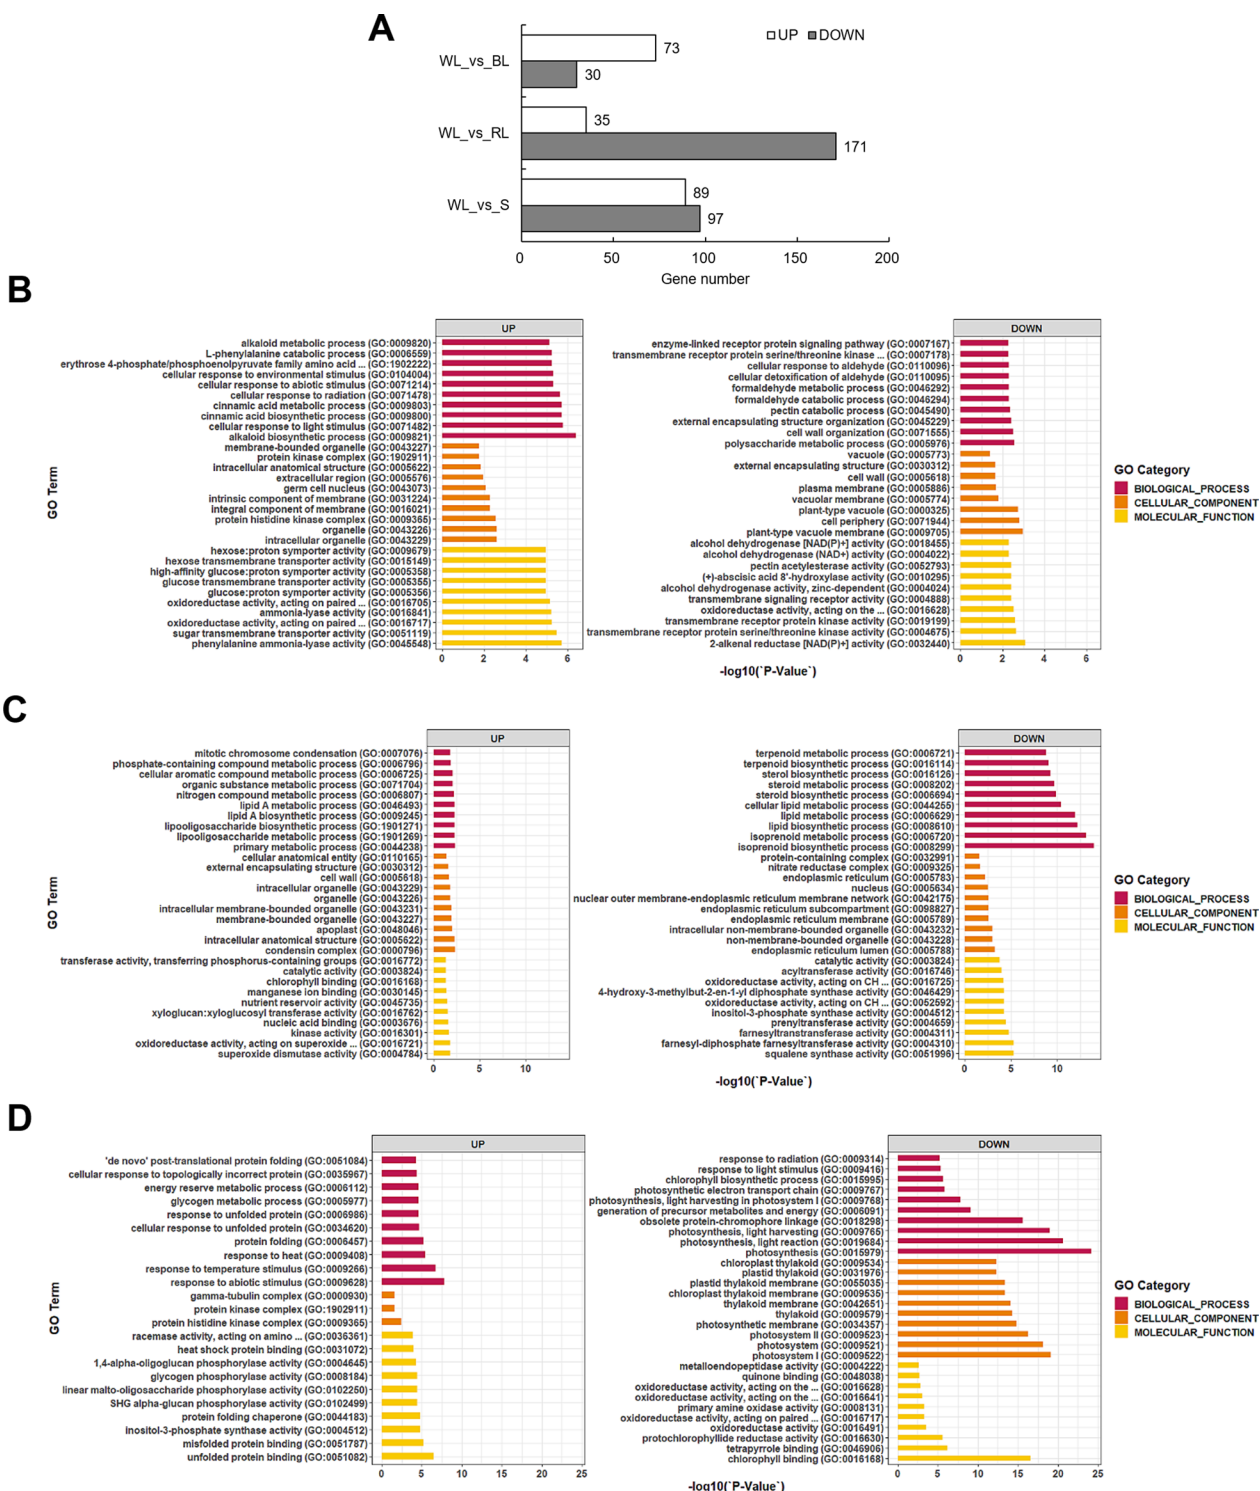 A
UP DOWN
WL_vs_BL
73
30
WL_vs_RL
35
171
WL_vs_S
89
97
0 50 100 150 200
Gene number
B
UP
alkaloid metabolic process (GO:0009820)
L-phenylalanine catabolic process (GO:0006559)
erythrose 4-phosphate/phosphoenolpyruvate family amino ... (GO:1902222)
cellular response to environmental stimulus (GO:0104004)
cellular response to abiotic stimulus (GO:0071214)
cellular response to radiation (GO:0071478)
cinnamic acid metabolic process (GO:0009803)
cinnamic acid biosynthetic process (GO:0009800)
cellular response to light stimulus (GO:0071482)
alkaloid biosynthetic process (GO:0009821)
membrane-bounded organelle (GO:0043227)
protein kinase complex (GO:1902911)
intracellular anatomical structure (GO:0005622)
extracellular region (GO:0005576)
germ cell nucleus (GO:0043073)
intrinsic component of membrane (GO:0031224)
integral component of membrane (GO:0016021)
protein histidine kinase complex (GO:0009365)
organelle (GO:0043226)
intracellular organelle (GO:0043229)
hexose:proton symporter activity (GO:0009679)
hexose transmembrane transporter activity (GO:0015149)
high-affinity glucose:proton symporter activity (GO:0005358)
glucose transmembrane transporter activity (GO:0005355)
glucose:proton symporter activity (GO:0005356)
oxidoreductase activity, acting on paired ... (GO:0016705)
ammonia-lyase activity (GO:0016841)
oxidoreductase activity, acting on paired ... (GO:0016717)
sugar transmembrane transporter activity (GO:0051119)
phenylalanine ammonia-lyase activity (GO:0045548)
0 2 4 6
GO Term
DOWN
enzyme-linked receptor protein signaling pathway (GO:0007167)
transmembrane receptor protein serine/threonine kinase ... (GO:0007178)
cellular response to aldehyde (GO:0110096)
cellular detoxification of aldehyde (GO:0110095)
formaldehyde metabolic process (GO:0046292)
formaldehyde catabolic process (GO:0046294)
pectin catabolic process (GO:0045490)
external encapsulating structure organization (GO:0045229)
cell wall organization (GO:0071555)
polysaccharide metabolic process (GO:0005976)
vacuole (GO:0005773)
external encapsulating structure (GO:0030312)
cell wall (GO:0005618)
plasma membrane (GO:0005886)
vacuolar membrane (GO:0005774)
plant-type vacuole (GO:0000325)
cell periphery (GO:0071944)
plant-type vacuole membrane (GO:0009705)
alcohol dehydrogenase [NAD(P)+] activity (GO:0018455)
alcohol dehydrogenase (NAD+) activity (GO:0004022)
pectin acetylesterase activity (GO:0052793)
(+)-abscisic acid 8'-hydroxylase activity (GO:0010295)
alcohol dehydrogenase activity, zinc-dependent (GO:0004024)
transmembrane signaling receptor activity (GO:0004888)
oxidoreductase activity, acting on the ... (GO:0016628)
transmembrane receptor protein kinase activity (GO:0019199)
transmembrane receptor protein serine/threonine kinase activity (GO:0004675)
2-alkenal reductase [NAD(P)+] activity (GO:0032440)
0 2 4 6
-log10(`P-Value`)
GO Category
BIOLOGICAL_PROCESS
CELLULAR_COMPONENT
MOLECULAR_FUNCTION
C
UP
mitotic chromosome condensation (GO:0007076)
phosphate-containing compound metabolic process (GO:0006796)
cellular aromatic compound metabolic process (GO:0006725)
organic substance metabolic process (GO:0071704)
nitrogen compound metabolic process (GO:0006807)
lipid A metabolic process (GO:0046493)
lipid A biosynthetic process (GO:0009245)
lipooligosaccharide biosynthetic process (GO:1901271)
lipooligosaccharide metabolic process (GO:1901269)
primary metabolic process (GO:0044238)
cellular anatomical entity (GO:0110165)
external encapsulating structure (GO:0030312)
cell wall (GO:0005618)
intracellular organelle (GO:0043229)
organelle (GO:0043226)
intracellular membrane-bounded organelle (GO:0043231)
membrane-bounded organelle (GO:0043227)
apoplast (GO:0048046)
intracellular anatomical structure (GO:0005622)
condensin complex (GO:0000796)
transferase activity, transferring phosphorus-containing groups (GO:0016772)
catalytic activity (GO:0003824)
chlorophyll binding (GO:0016168)
manganese ion binding (GO:0030145)
nutrient reservoir activity (GO:0045735)
xyloglucan:xyloglucosyl transferase activity (GO:0016762)
nucleic acid binding (GO:0003676)
kinase activity (GO:0016301)
oxidoreductase activity, acting on superoxide ... (GO:0016721)
superoxide dismutase activity (GO:0004784)
0 5 10
GO Term
DOWN
terpenoid metabolic process (GO:0006721)
terpenoid biosynthetic process (GO:0016114)
sterol biosynthetic process (GO:0016126)
steroid metabolic process (GO:0008202)
steroid biosynthetic process (GO:0006694)
cellular lipid metabolic process (GO:0044255)
lipid metabolic process (GO:0006629)
lipid biosynthetic process (GO:0008610)
isoprenoid metabolic process (GO:0006720)
isoprenoid biosynthetic process (GO:0008299)
protein-containing complex (GO:0032991)
nitrate reductase complex (GO:0009325)
endoplasmic reticulum (GO:0005783)
nucleus (GO:0005634)
nuclear outer membrane-endoplasmic reticulum membrane network (GO:0042175)
endoplasmic reticulum subcompartment (GO:0098827)
endoplasmic reticulum membrane (GO:0005789)
intracellular non-membrane-bounded organelle (GO:0043232)
non-membrane-bounded organelle (GO:0043228)
endoplasmic reticulum lumen (GO:0005788)
catalytic activity (GO:0003824)
acyltransferase activity (GO:0016746)
oxidoreductase activity, acting on CH ... (GO:0016725)
4-hydroxy-3-methylbut-2-en-1-yl diphosphate synthase activity (GO:0046429)
oxidoreductase activity, acting on CH ... (GO:0052592)
inositol-3-phosphate synthase activity (GO:0004512)
prenyltransferase activity (GO:0004659)
farnesyltranstransferase activity (GO:0004311)
farnesyl-diphosphate farnesyltransferase activity (GO:0004310)
squalene synthase activity (GO:0051996)
0 5 10
-log10(`P-Value`)
GO Category
BIOLOGICAL_PROCESS
CELLULAR_COMPONENT
MOLECULAR_FUNCTION
D
UP
'de novo' post-translational protein folding (GO:0051084)
cellular response to topologically incorrect protein (GO:0035967)
energy reserve metabolic process (GO:0006112)
glycogen metabolic process (GO:0005977)
response to unfolded protein (GO:0006986)
cellular response to unfolded protein (GO:0034620)
protein folding (GO:0006457)
response to heat (GO:0009408)
response to temperature stimulus (GO:0009266)
response to abiotic stimulus (GO:0009628)
gamma-tubulin complex (GO:0000930)
protein kinase complex (GO:1902911)
protein histidine kinase complex (GO:0009365)
racemase activity, acting on amino ... (GO:0036361)
heat shock protein binding (GO:0031072)
1,4-alpha-oligoglucan phosphorylase activity (GO:0004645)
glycogen phosphorylase activity (GO:0008184)
linear malto-oligosaccharide phosphorylase activity (GO:0102250)
SHG alpha-glucan phosphorylase activity (GO:0102499)
protein folding chaperone (GO:0044183)
inositol-3-phosphate synthase activity (GO:0004512)
misfolded protein binding (GO:0051787)
unfolded protein binding (GO:0051082)
0 5 10 15 20 25
GO Term
DOWN
response to radiation (GO:0009314)
response to light stimulus (GO:0009416)
chlorophyll biosynthetic process (GO:0015995)
photosynthetic electron transport chain (GO:0009767)
photosynthesis, light harvesting in photosystem I (GO:0009768)
generation of precursor metabolites and energy (GO:0006091)
obsolete protein-chromophore linkage (GO:0018298)
photosynthesis, light harvesting (GO:0009765)
photosynthesis, light reaction (GO:0019684)
photosynthesis (GO:0015979)
chloroplast thylakoid (GO:0009534)
plastid thylakoid (GO:0031976)
plastid thylakoid membrane (GO:0055035)
chloroplast thylakoid membrane (GO:0009535)
thylakoid membrane (GO:0042651)
thylakoid (GO:0009579)
photosynthetic membrane (GO:0034357)
photosystem II (GO:0009523)
photosystem (GO:0009521)
photosystem I (GO:0009522)
metalloendopeptidase activity (GO:0004222)
quinone binding (GO:0048038)
oxidoreductase activity, acting on the ... (GO:0016628)
oxidoreductase activity, acting on the ... (GO:0016641)
primary amine oxidase activity (GO:0008131)
oxidoreductase activity, acting on paired ... (GO:0016717)
oxidoreductase activity (GO:0016491)
protochlorophyllide reductase activity (GO:0016630)
tetrapyrrole binding (GO:0046906)
chlorophyll binding (GO:0016168)
0 5 10 15 20 25
-log10(`P-Value`)
GO Category
BIOLOGICAL_PROCESS
CELLULAR_COMPONENT
MOLECULAR_FUNCTION